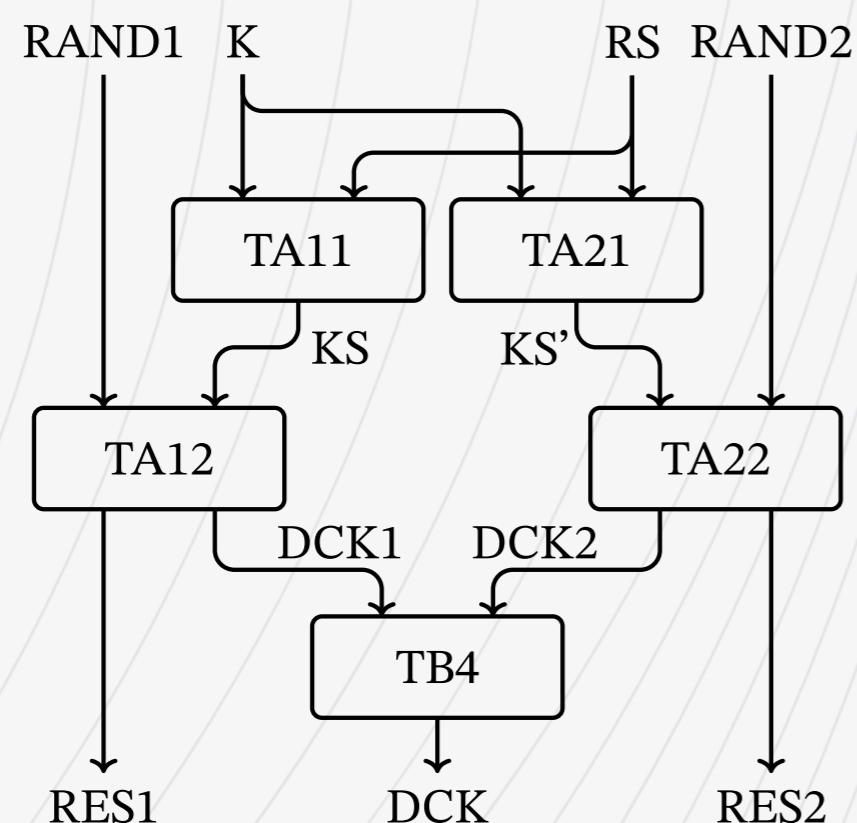 RAND1 K RS RAND2
TA11 TA21
KS KS’
TA12 TA22
DCK1 DCK2
TB4
RES1 DCK RES2